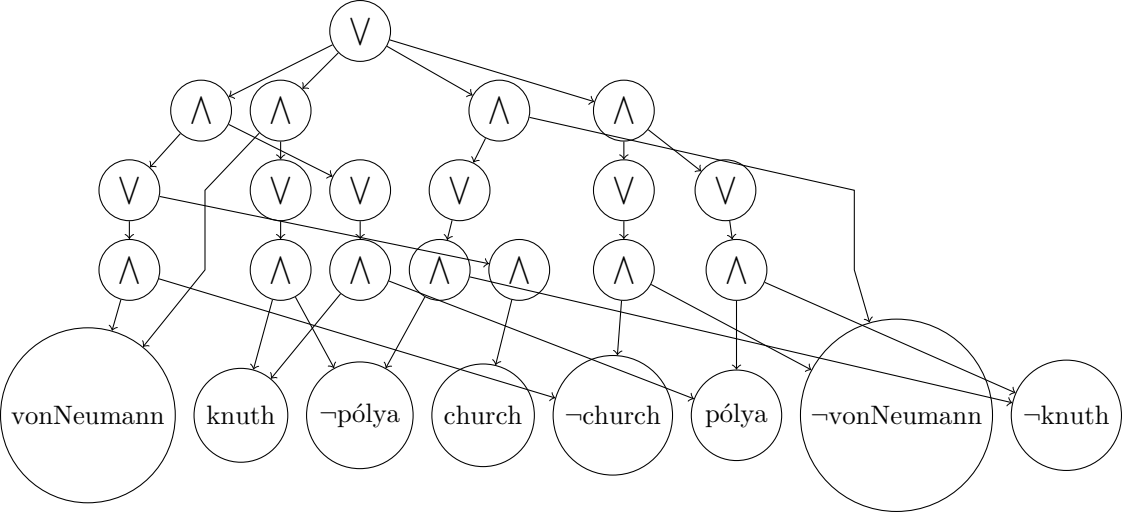 ⋁
⋀ ⋀ ⋀ ⋀
⋁ ⋁ ⋁ ⋁ ⋁ ⋁
⋀ ⋀ ⋀ ⋀ ⋀ ⋀ ⋀
vonNeumann knuth ¬pólya church ¬church pólya ¬vonNeumann ¬knuth